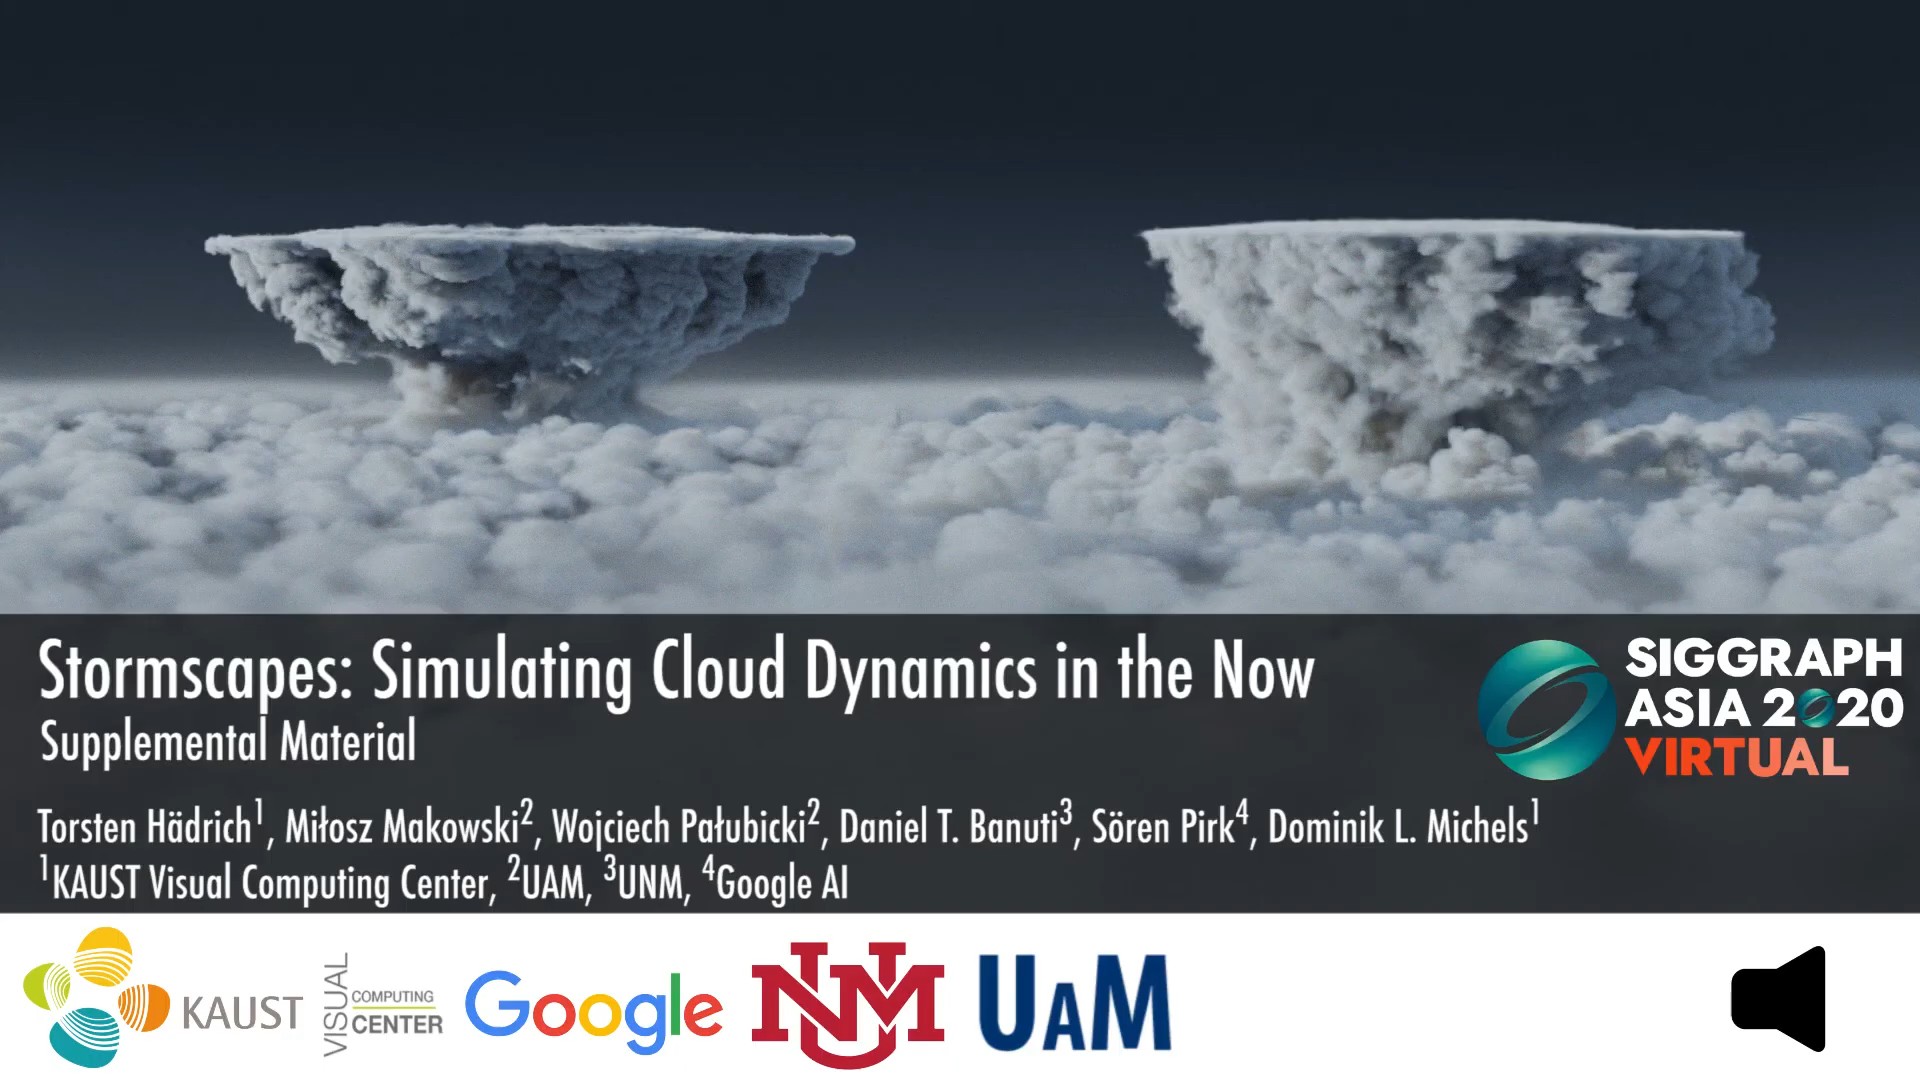 Stormscapes: Simulating Cloud Dynamics in the Now
Supplemental Material
SIGGRAPH
ASIA 2020
VIRTUAL
Torsten Hädrich¹, Miłosz Makowski², Wojciech Pałubicki², Daniel T. Banuti³, Sören Pirk⁴, Dominik L. Michels¹
¹KAUST Visual Computing Center, ²UAM, ³UNM, ⁴Google AI
KAUST
VISUAL
COMPUTING
CENTER
Google
UNM
UAM